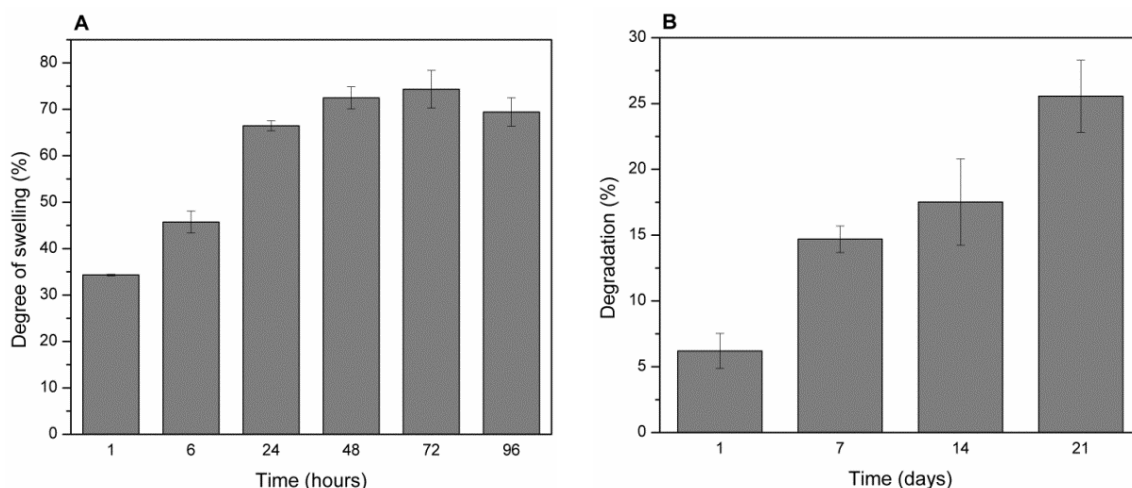 A
Degree of swelling (%)
80
70
60
50
40
30
20
10
0
1 6 24 48 72 96
Time (hours)
B
Degradation (%)
30
25
20
15
10
5
0
1 7 14 21
Time (days)